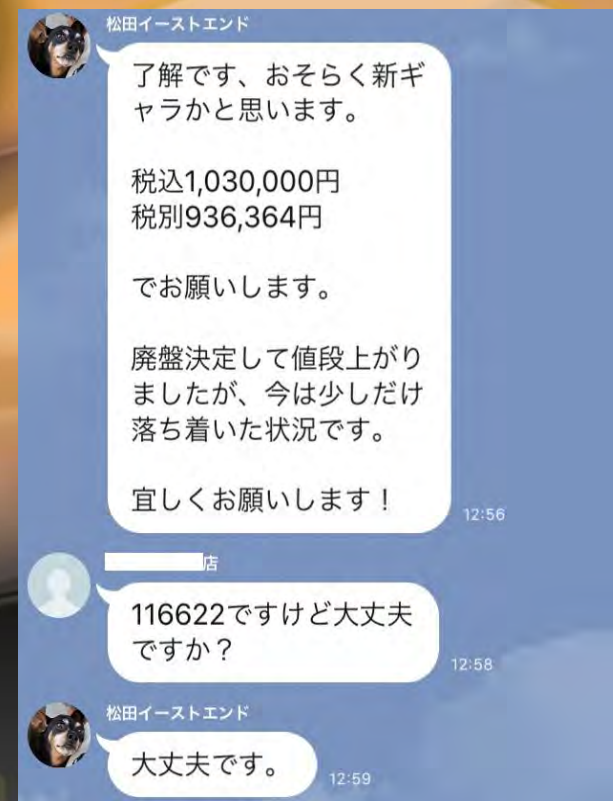 松田イーストエンド
了解です、おそらく新ギ
ャラかと思います。
税込1,030,000円
税別936,364円
でお願いします。
廃盤決定して値段上がり
ましたが、今は少しだけ
落ち着いた状況です。
宜しくお願いします！
12:56
店
116622ですけど大丈夫
ですか？
12:58
松田イーストエンド
大丈夫です。
12:59